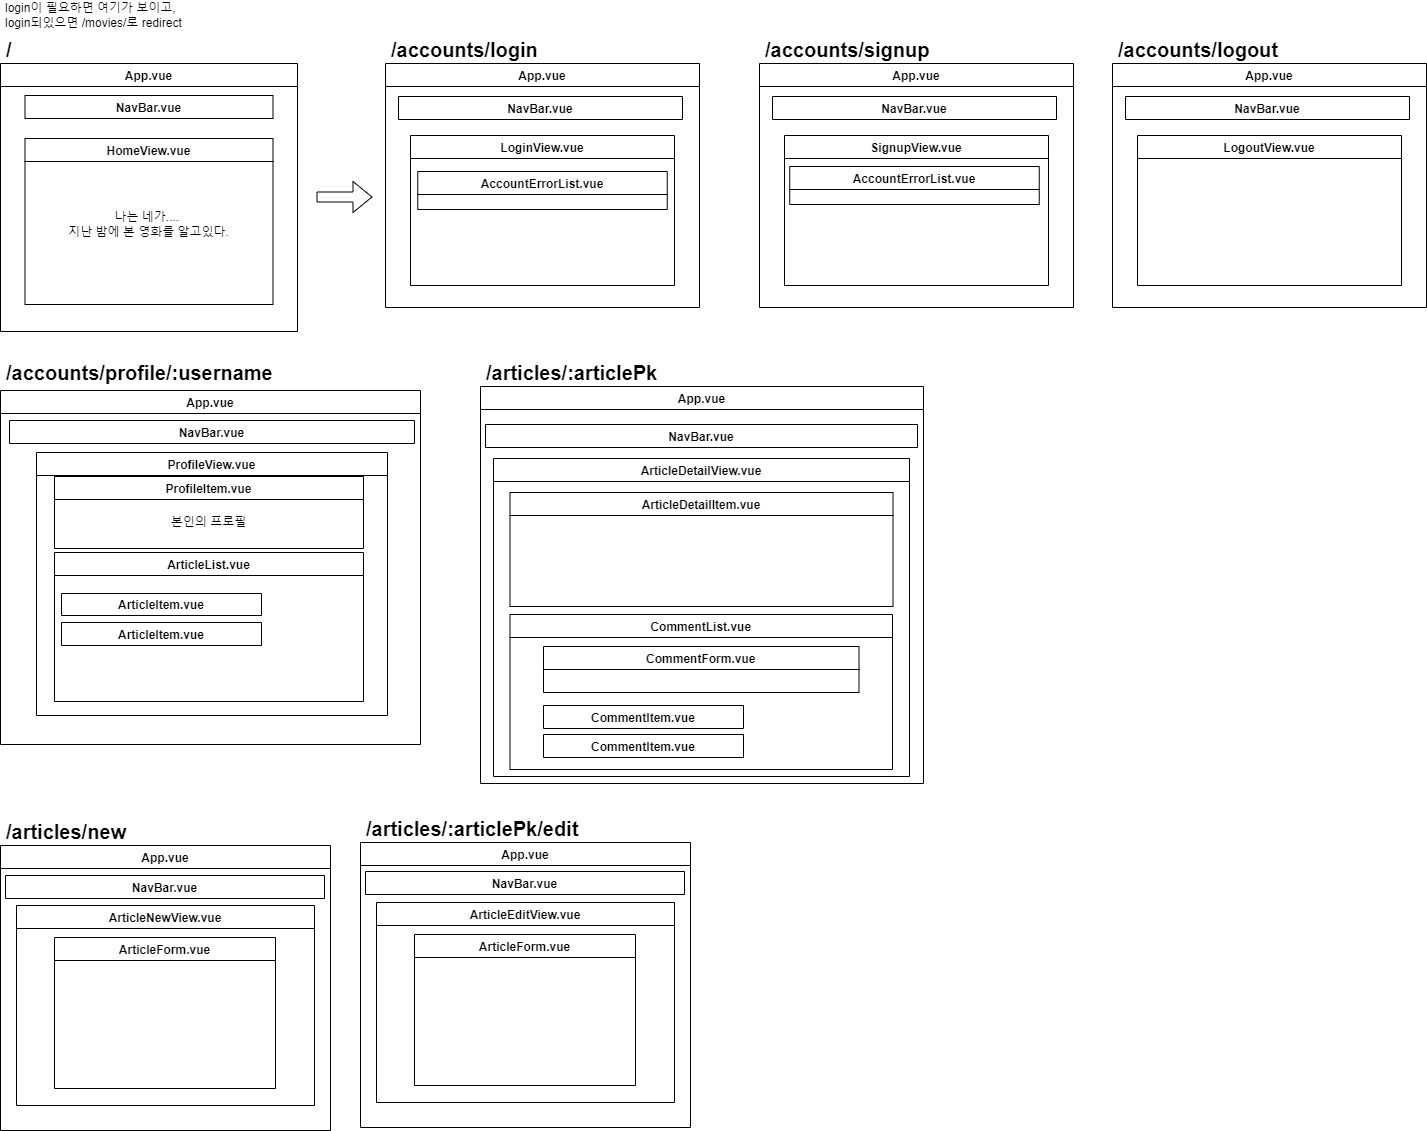 login이 필요하면 여기가 보이고,
login되있으면 /movies/로 redirect
/
App.vue
NavBar.vue
HomeView.vue
나는 네가....
지난 밤에 본 영화를 알고있다.
/accounts/login
App.vue
NavBar.vue
LoginView.vue
AccountErrorList.vue
/accounts/signup
App.vue
NavBar.vue
SignupView.vue
AccountErrorList.vue
/accounts/logout
App.vue
NavBar.vue
LogoutView.vue
/accounts/profile/:username
App.vue
NavBar.vue
ProfileView.vue
ProfileItem.vue
본인의 프로필
ArticleList.vue
ArticleItem.vue
ArticleItem.vue
/articles/:articlePk
App.vue
NavBar.vue
ArticleDetailView.vue
ArticleDetailItem.vue
CommentList.vue
CommentForm.vue
CommentItem.vue
CommentItem.vue
/articles/new
App.vue
NavBar.vue
ArticleNewView.vue
ArticleForm.vue
/articles/:articlePk/edit
App.vue
NavBar.vue
ArticleEditView.vue
ArticleForm.vue